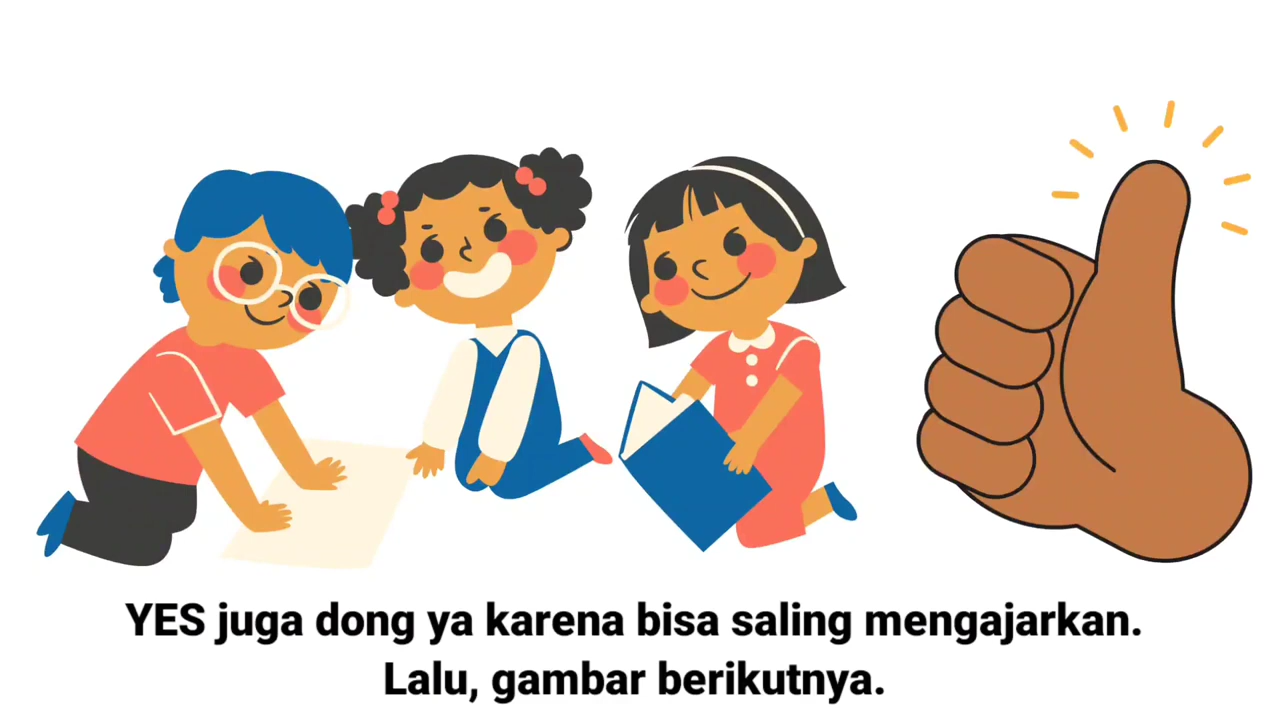 YES juga dong ya karena bisa saling mengajarkan.
Lalu, gambar berikutnya.